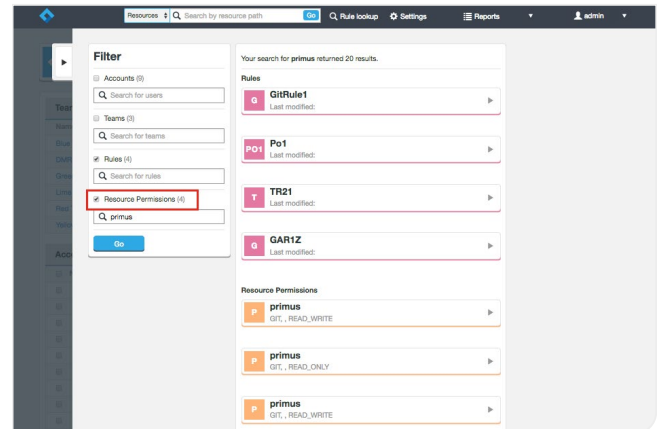 Resources Search by resource path Go Rule lookup Settings Reports admin
Filter
Accounts (9)
Search for users
Teams (3)
Search for teams
Rules (4)
Search for rules
Resource Permissions (4)
primus
Go
Your search for primus returned 20 results.
Rules
G GitRule1
Last modified:
PO1 Po1
Last modified:
T TR21
Last modified:
G GAR1Z
Last modified:
Resource Permissions
P primus
GIT, , READ_WRITE
P primus
GIT, , READ_ONLY
P primus
GIT, , READ_WRITE